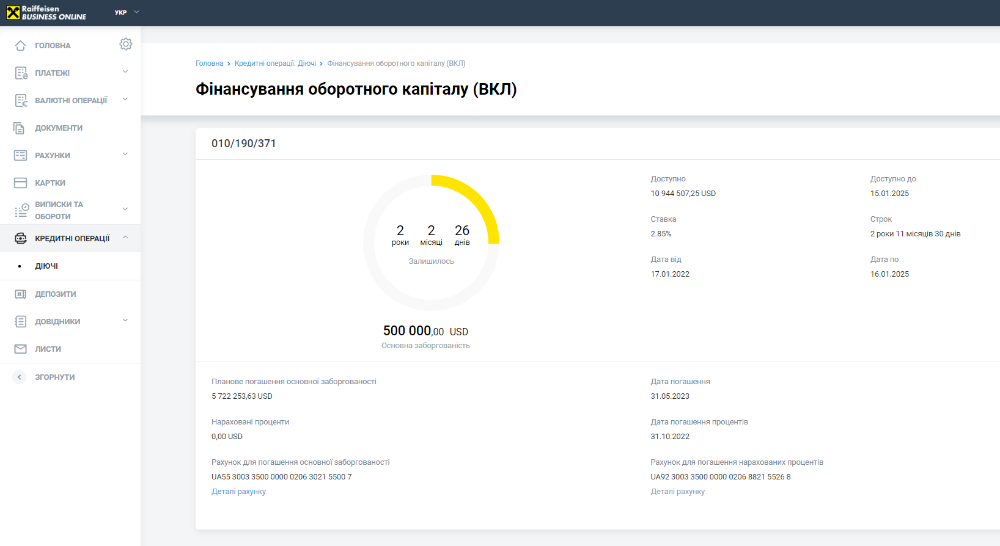 Raiffeisen
BUSINESS ONLINE
УКР
ГОЛОВНА
ПЛАТЕЖІ
ВАЛЮТНІ ОПЕРАЦІЇ
ДОКУМЕНТИ
РАХУНКИ
КАРТКИ
ВИПИСКИ ТА
ОБОРОТИ
КРЕДИТНІ ОПЕРАЦІЇ
ДІЮЧІ
ДЕПОЗИТИ
ДОВІДНИКИ
ЛИСТИ
ЗГОРНУТИ
Головна > Кредитні операції: Діючі > Фінансування оборотного капіталу (ВКЛ)
Фінансування оборотного капіталу (ВКЛ)
010/190/371
2 2 26
роки місяці днів
Залишилось
500 000,00 USD
Основна заборгованість
Доступно
10 944 507,25 USD
Доступно до
15.01.2025
Ставка
2.85%
Строк
2 роки 11 місяців 30 днів
Дата від
17.01.2022
Дата по
16.01.2025
Планове погашення основної заборгованості
5 722 253,63 USD
Дата погашення
31.05.2023
Нараховані проценти
0,00 USD
Дата погашення процентів
31.10.2022
Рахунок для погашення основної заборгованості
UA55 3003 3500 0000 0206 3021 5500 7
Деталі рахунку
Рахунок для погашення нарахованих процентів
UA92 3003 3500 0000 0206 8821 5526 8
Деталі рахунку